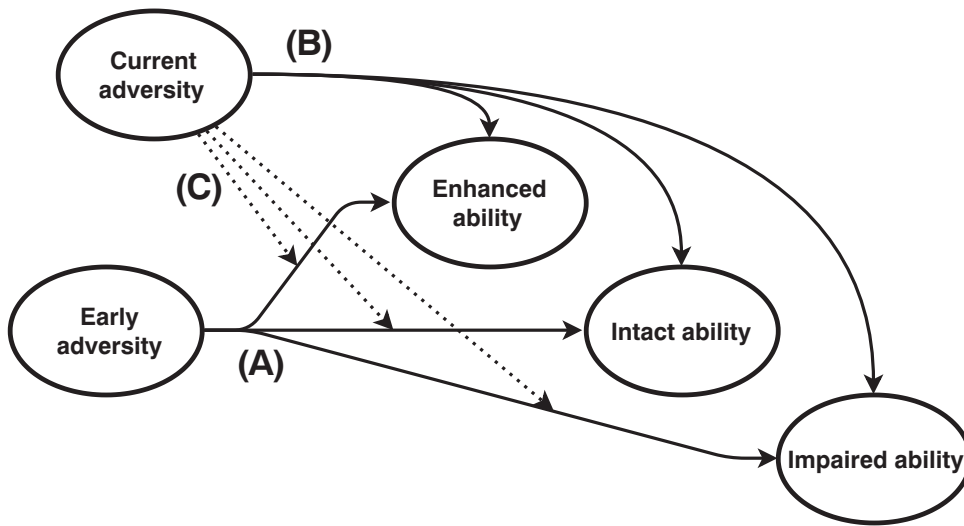 (B)
Current
adversity
(C)
Enhanced
ability
Early
adversity
(A)
Intact ability
Impaired ability